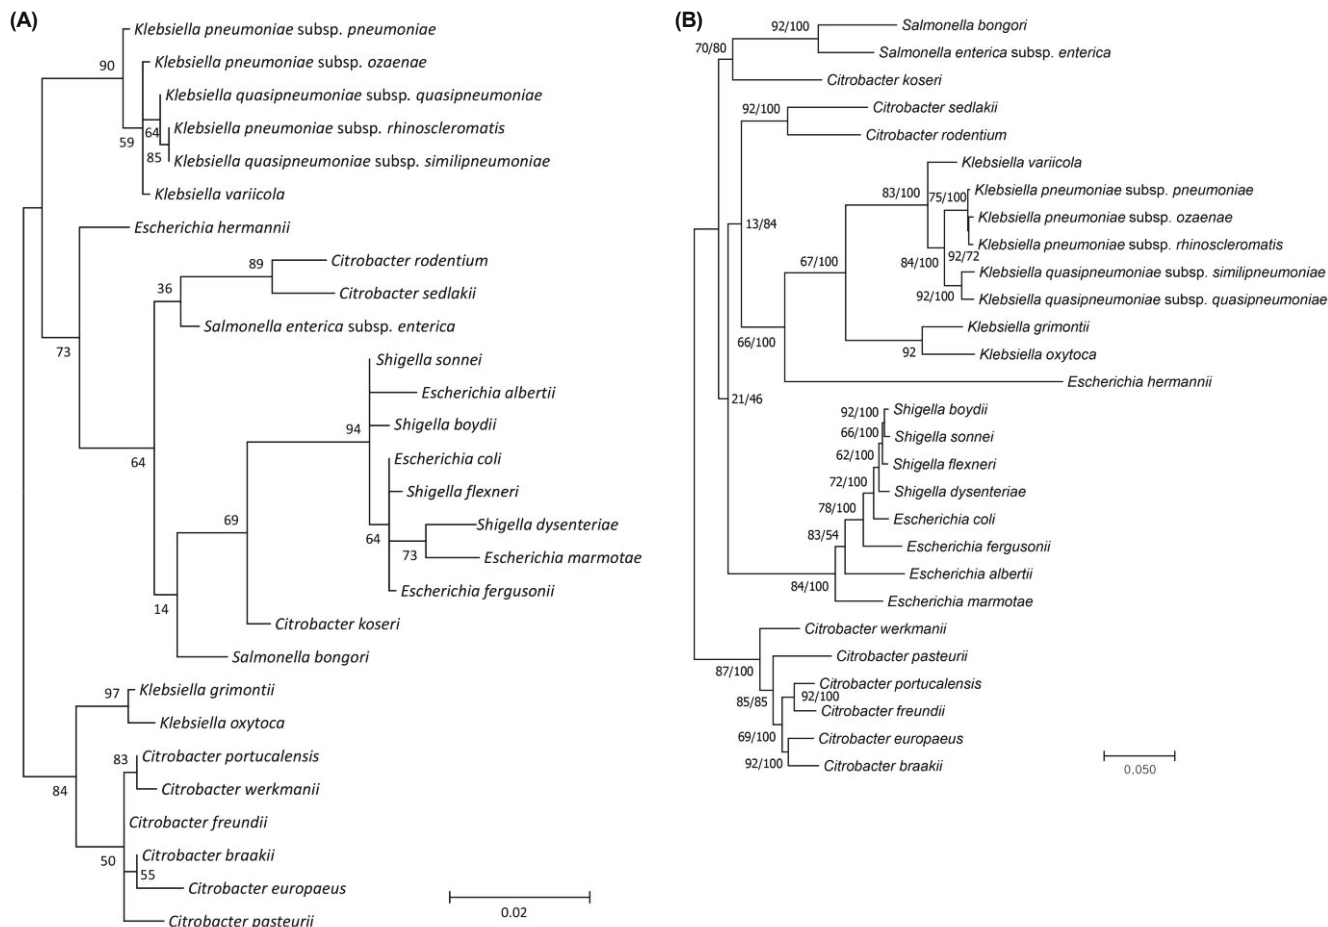 (A)
Klebsiella pneumoniae subsp. pneumoniae
90
Klebsiella pneumoniae subsp. ozaenae
Klebsiella quasipneumoniae subsp. quasipneumoniae
64
Klebsiella pneumoniae subsp. rhinoscleromatis
59
85
Klebsiella quasipneumoniae subsp. similipneumoniae
Klebsiella variicola
Escherichia hermannii
89
Citrobacter rodentium
36
Citrobacter sedlakii
Salmonella enterica subsp. enterica
73
Shigella sonnei
Escherichia albertii
94
Shigella boydii
64
Escherichia coli
Shigella flexneri
69
Shigella dysenteriae
64
73
Escherichia marmotae
Escherichia fergusonii
14
Citrobacter koseri
Salmonella bongori
97
Klebsiella grimontii
Klebsiella oxytoca
83
Citrobacter portucalensis
84
Citrobacter werkmanii
Citrobacter freundii
50
Citrobacter braakii
55
Citrobacter europaeus
Citrobacter pasteurii
0.02
(B)
92/100
Salmonella bongori
70/80
Salmonella enterica subsp. enterica
Citrobacter koseri
92/100
Citrobacter sedlakii
Citrobacter rodentium
Klebsiella variicola
83/100
75/100
Klebsiella pneumoniae subsp. pneumoniae
13/84
Klebsiella pneumoniae subsp. ozaenae
Klebsiella pneumoniae subsp. rhinoscleromatis
67/100
84/100
92/72
Klebsiella quasipneumoniae subsp. similipneumoniae
92/100
Klebsiella quasipneumoniae subsp. quasipneumoniae
Klebsiella grimontii
66/100
92
Klebsiella oxytoca
Escherichia hermannii
21/46
92/100
Shigella boydii
66/100
Shigella sonnei
62/100
Shigella flexneri
72/100
Shigella dysenteriae
78/100
Escherichia coli
83/54
Escherichia fergusonii
84/100
Escherichia albertii
Escherichia marmotae
Citrobacter werkmanii
87/100
Citrobacter pasteurii
85/85
92/100
Citrobacter portucalensis
Citrobacter freundii
69/100
Citrobacter europaeus
92/100
Citrobacter braakii
0.050